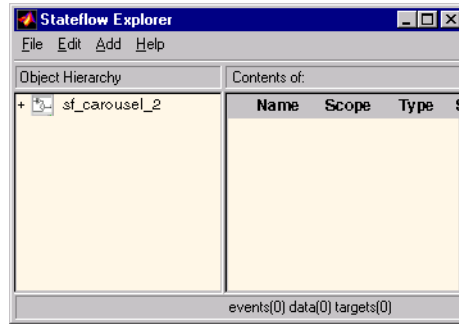 Stateflow Explorer
File Edit Add Help
Object Hierarchy Contents of:
+ sf_carousel_2 Name Scope Type
events(0) data(0) targets(0)